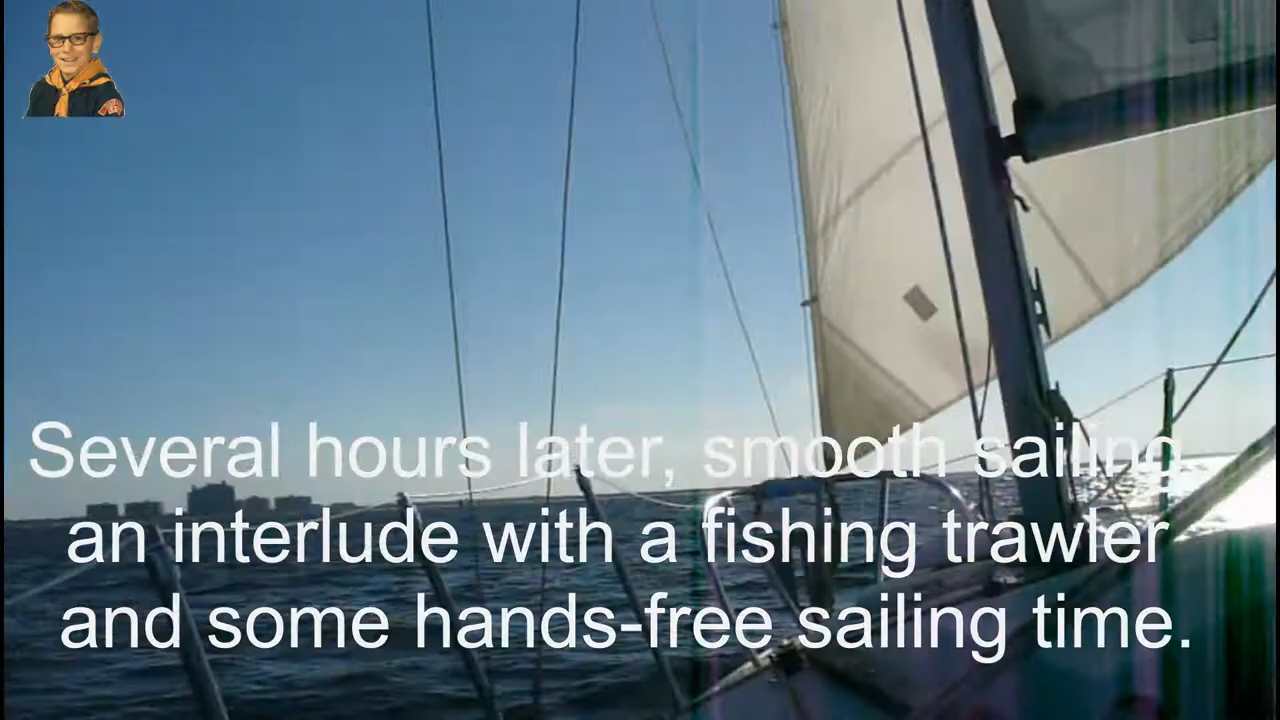 Several hours later, smooth sailing
an interlude with a fishing trawler
and some hands-free sailing time.